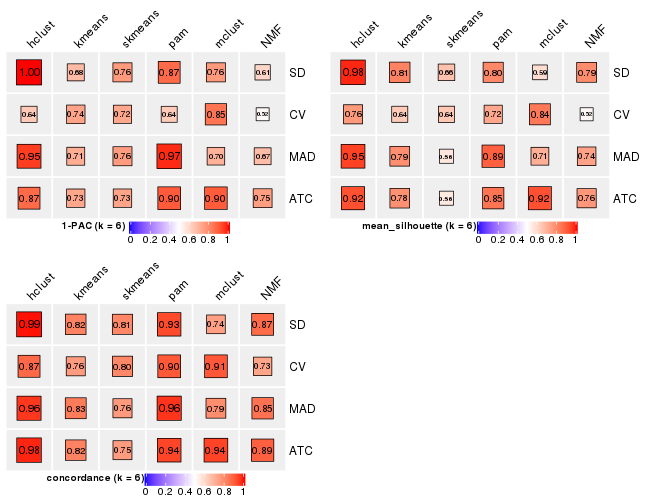 hclust kmeans skmeans pam mclust NMF
1.00 0.68 0.76 0.87 0.76 0.61 SD
0.64 0.74 0.72 0.64 0.85 0.52 CV
0.95 0.71 0.76 0.97 0.70 0.67 MAD
0.87 0.73 0.73 0.90 0.90 0.75 ATC
1-PAC (k = 6)
0 0.2 0.4 0.6 0.8 1
hclust kmeans skmeans pam mclust NMF
0.98 0.81 0.66 0.80 0.59 0.79 SD
0.76 0.64 0.64 0.72 0.84 0.52 CV
0.95 0.79 0.56 0.89 0.71 0.74 MAD
0.92 0.78 0.56 0.85 0.92 0.76 ATC
mean_silhouette (k = 6)
0 0.2 0.4 0.6 0.8 1
hclust kmeans skmeans pam mclust NMF
0.99 0.82 0.81 0.93 0.74 0.87 SD
0.87 0.76 0.80 0.90 0.91 0.73 CV
0.96 0.83 0.76 0.96 0.79 0.85 MAD
0.98 0.82 0.75 0.94 0.94 0.89 ATC
concordance (k = 6)
0 0.2 0.4 0.6 0.8 1